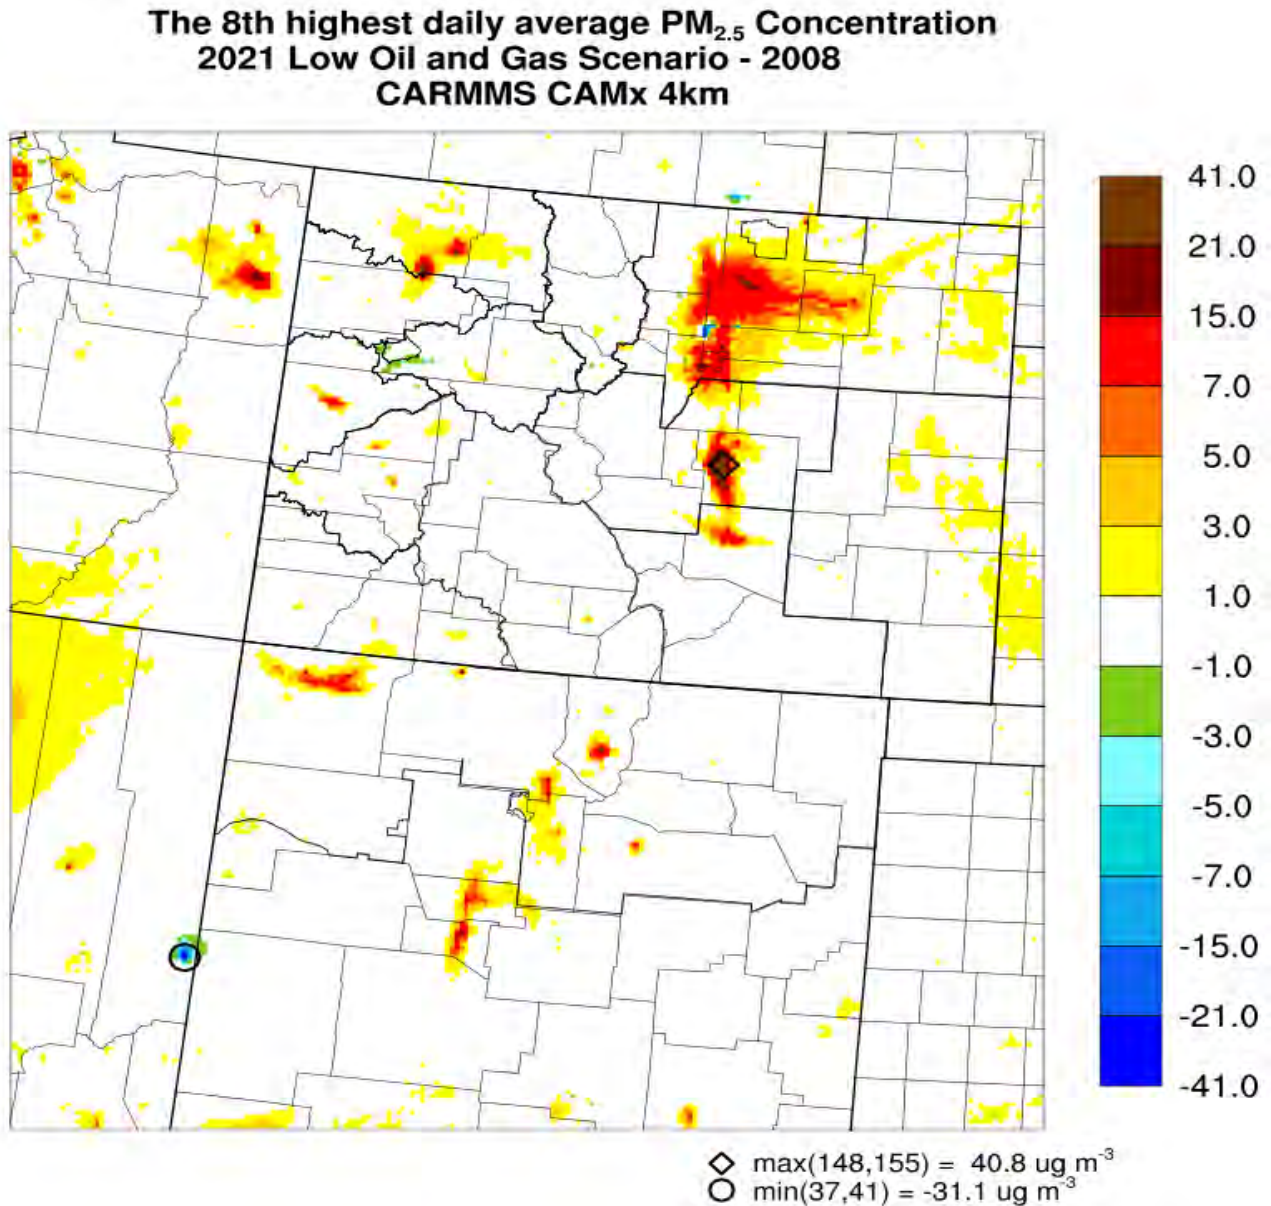 The 8th highest daily average PM2.5 Concentration
2021 Low Oil and Gas Scenario - 2008
CARMMS CAMx 4km
41.0
21.0
15.0
7.0
5.0
3.0
1.0
-1.0
-3.0
-5.0
-7.0
-15.0
-21.0
-41.0
max(148,155) = 40.8 ug m-3
min(37,41) = -31.1 ug m-3